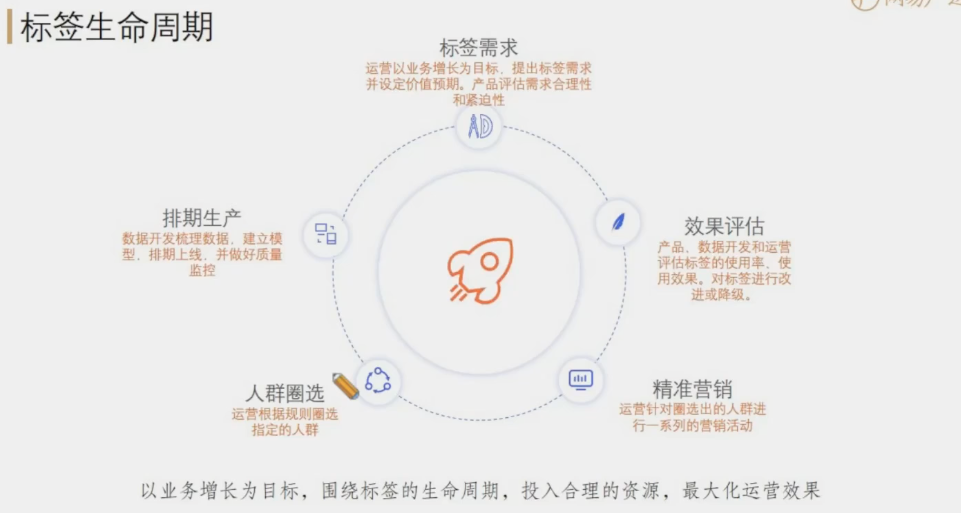 标签生命周期
标签需求
运营以业务增长为目标，提出标签需求
并设定价值预期。产品评估需求合理性
和紧迫性
排期生产
数据开发梳理数据，建立模
型，排期上线，并做好质量
监控
效果评估
产品、数据开发和运营
评估标签的使用率，使
用效果。对标签进行改
进或降级。
人群圈选
运营根据规则圈选
指定的人群
精准营销
运营针对圈选出的人群进
行一系列的营销活动
以业务增长为目标，围绕标签的生命周期，投入合理的资源，最大化运营效果